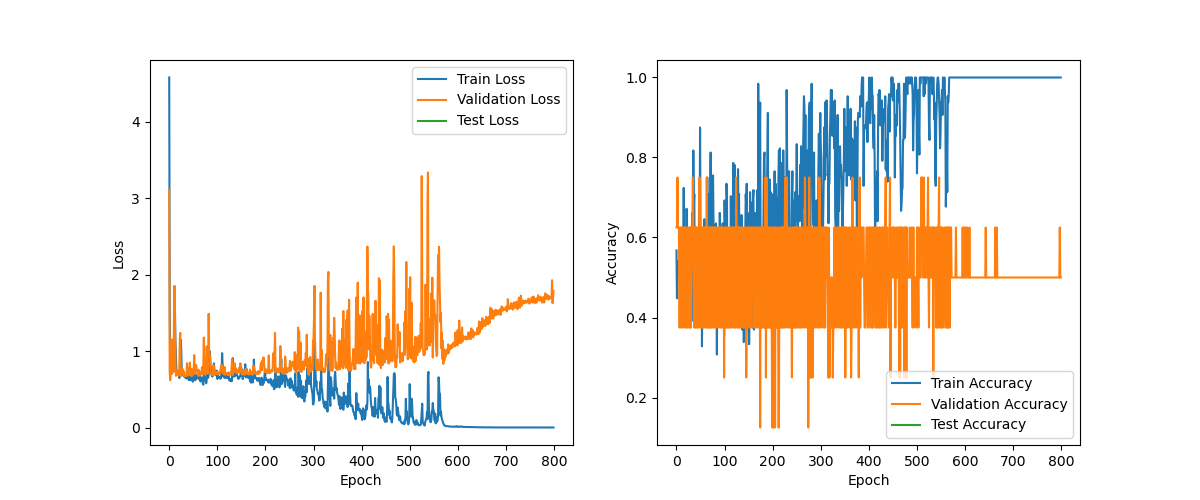 Train Loss
Validation Loss
Test Loss
4
3
2
1
0
Loss
0 100 200 300 400 500 600 700 800
Epoch
1.0
0.8
0.6
0.4
0.2
Accuracy
Train Accuracy
Validation Accuracy
Test Accuracy
0 100 200 300 400 500 600 700 800
Epoch